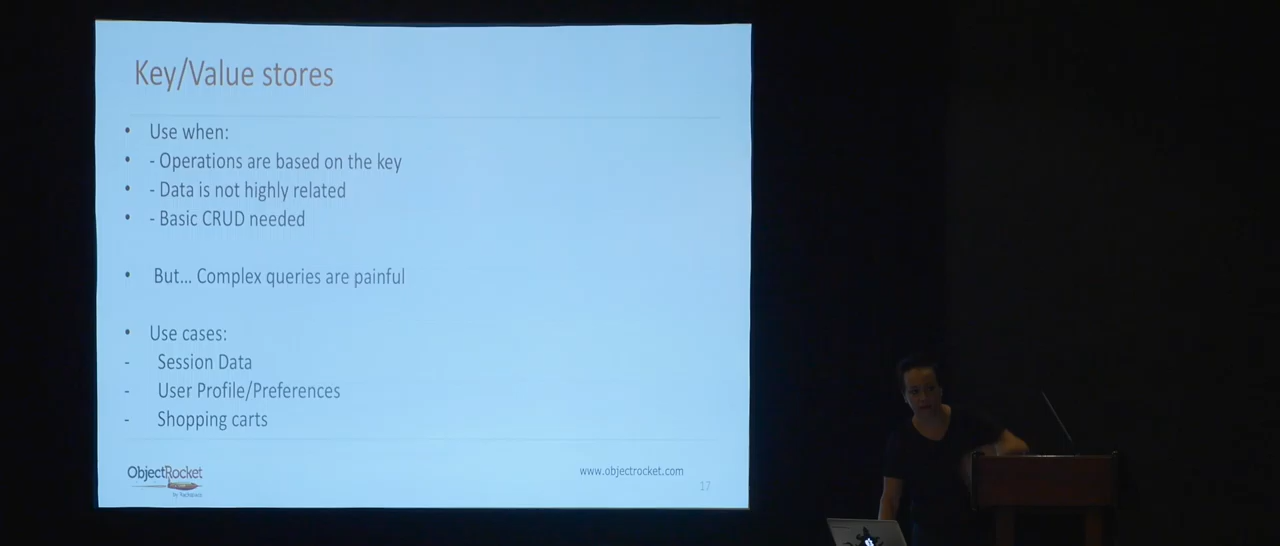 Key/Value stores
• Use when:
• - Operations are based on the key
• - Data is not highly related
• - Basic CRUD needed
• But... Complex queries are painful
• Use cases:
- Session Data
- User Profile/Preferences
- Shopping carts
ObjectRocket
by Rackspace
www.objectrocket.com
17